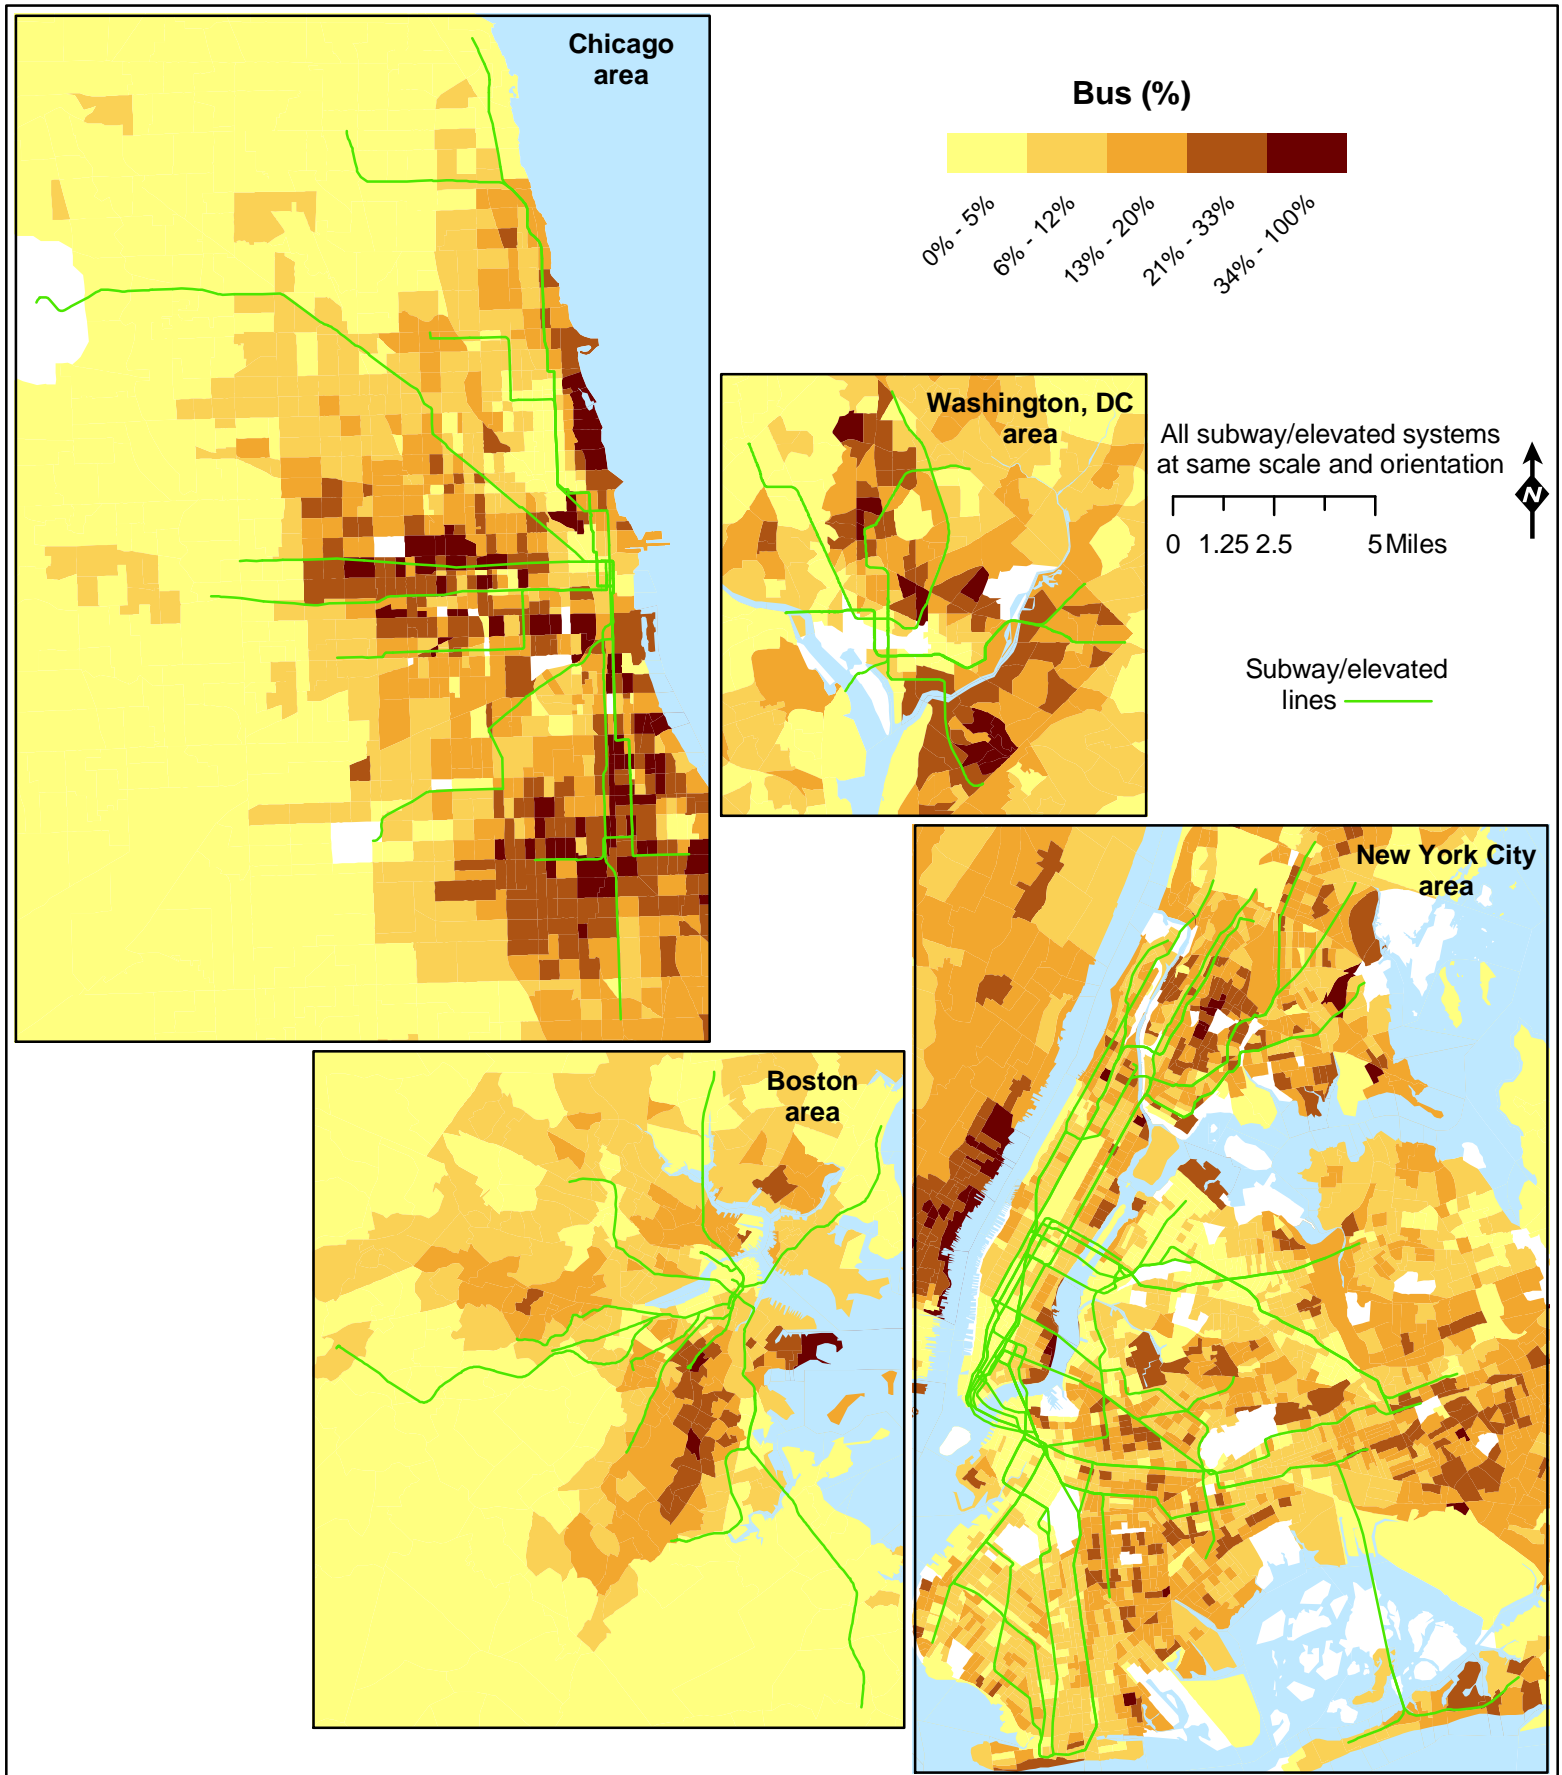 Chicago
area
Bus (%)
0% - 5%
6% - 12%
13% - 20%
21% - 33%
34% - 100%
Washington, DC
area
All subway/elevated systems
at same scale and orientation
N
0 1.25 2.5 5 Miles
Subway/elevated
lines
New York City
area
Boston
area